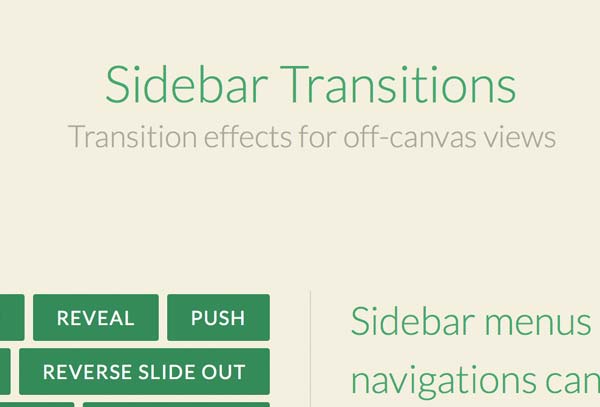 Sidebar Transitions
Transition effects for off-canvas views
REVEAL PUSH
REVERSE SLIDE OUT
Sidebar menus
navigations can